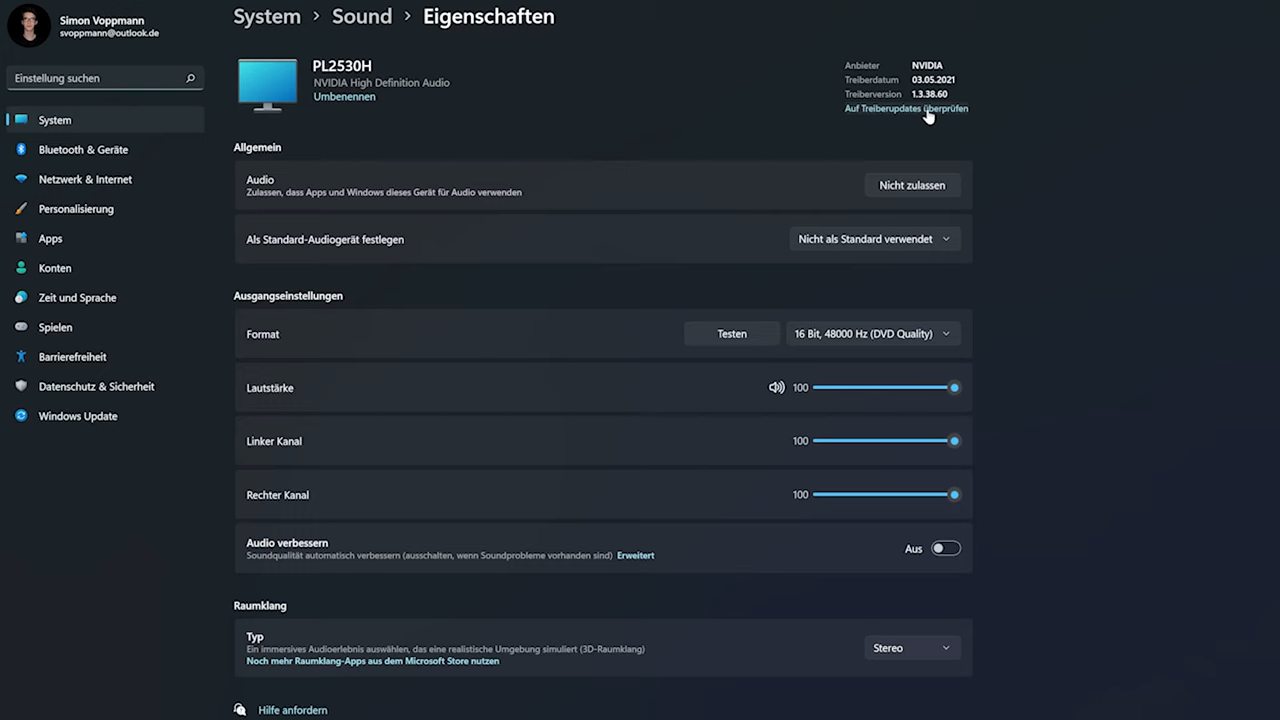 Simon Voppmann
svoppmann@outlook.de
Einstellung suchen
System
Bluetooth & Geräte
Netzwerk & Internet
Personalisierung
Apps
Konten
Zeit und Sprache
Spielen
Barrierefreiheit
Datenschutz & Sicherheit
Windows Update
System > Sound > Eigenschaften
PL2530H
NVIDIA High Definition Audio
Umbenennen
Anbieter NVIDIA
Treiberdatum 03.05.2021
Treiberversion 1.3.38.60
Auf Treiberupdates überprüfen
Allgemein
Audio
Zulassen, dass Apps und Windows dieses Gerät für Audio verwenden
Nicht zulassen
Als Standard-Audiogerät festlegen
Nicht als Standard verwendet
Ausgangseinstellungen
Format
Testen
16 Bit, 48000 Hz (DVD Quality)
Lautstärke
100
Linker Kanal
100
Rechter Kanal
100
Audio verbessern
Soundqualität automatisch verbessern (ausschalten, wenn Soundprobleme vorhanden sind) Erweitert
Aus
Raumklang
Typ
Ein immersives Audioerlebnis auswählen, das eine realistische Umgebung simuliert (3D-Raumklang)
Noch mehr Raumklang-Apps aus dem Microsoft Store nutzen
Stereo
Hilfe anfordern